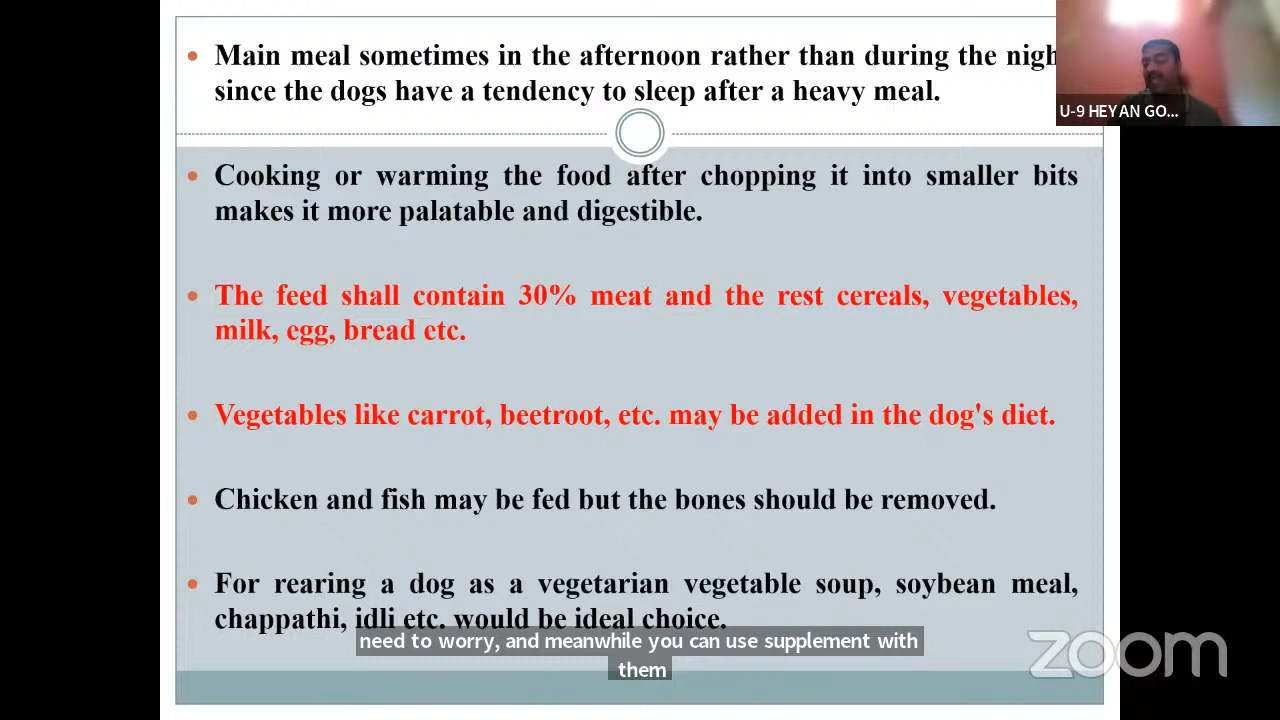 Main meal sometimes in the afternoon rather than during the nigh
since the dogs have a tendency to sleep after a heavy meal.
U-9 HEYAN GO...
Cooking or warming the food after chopping it into smaller bits
makes it more palatable and digestible.
The feed shall contain 30% meat and the rest cereals, vegetables,
milk, egg, bread etc.
Vegetables like carrot, beetroot, etc. may be added in the dog's diet.
Chicken and fish may be fed but the bones should be removed.
For rearing a dog as a vegetarian vegetable soup, soybean meal,
chappathi, idli etc. would be ideal choice.
need to worry, and meanwhile you can use supplement with
them
zoom